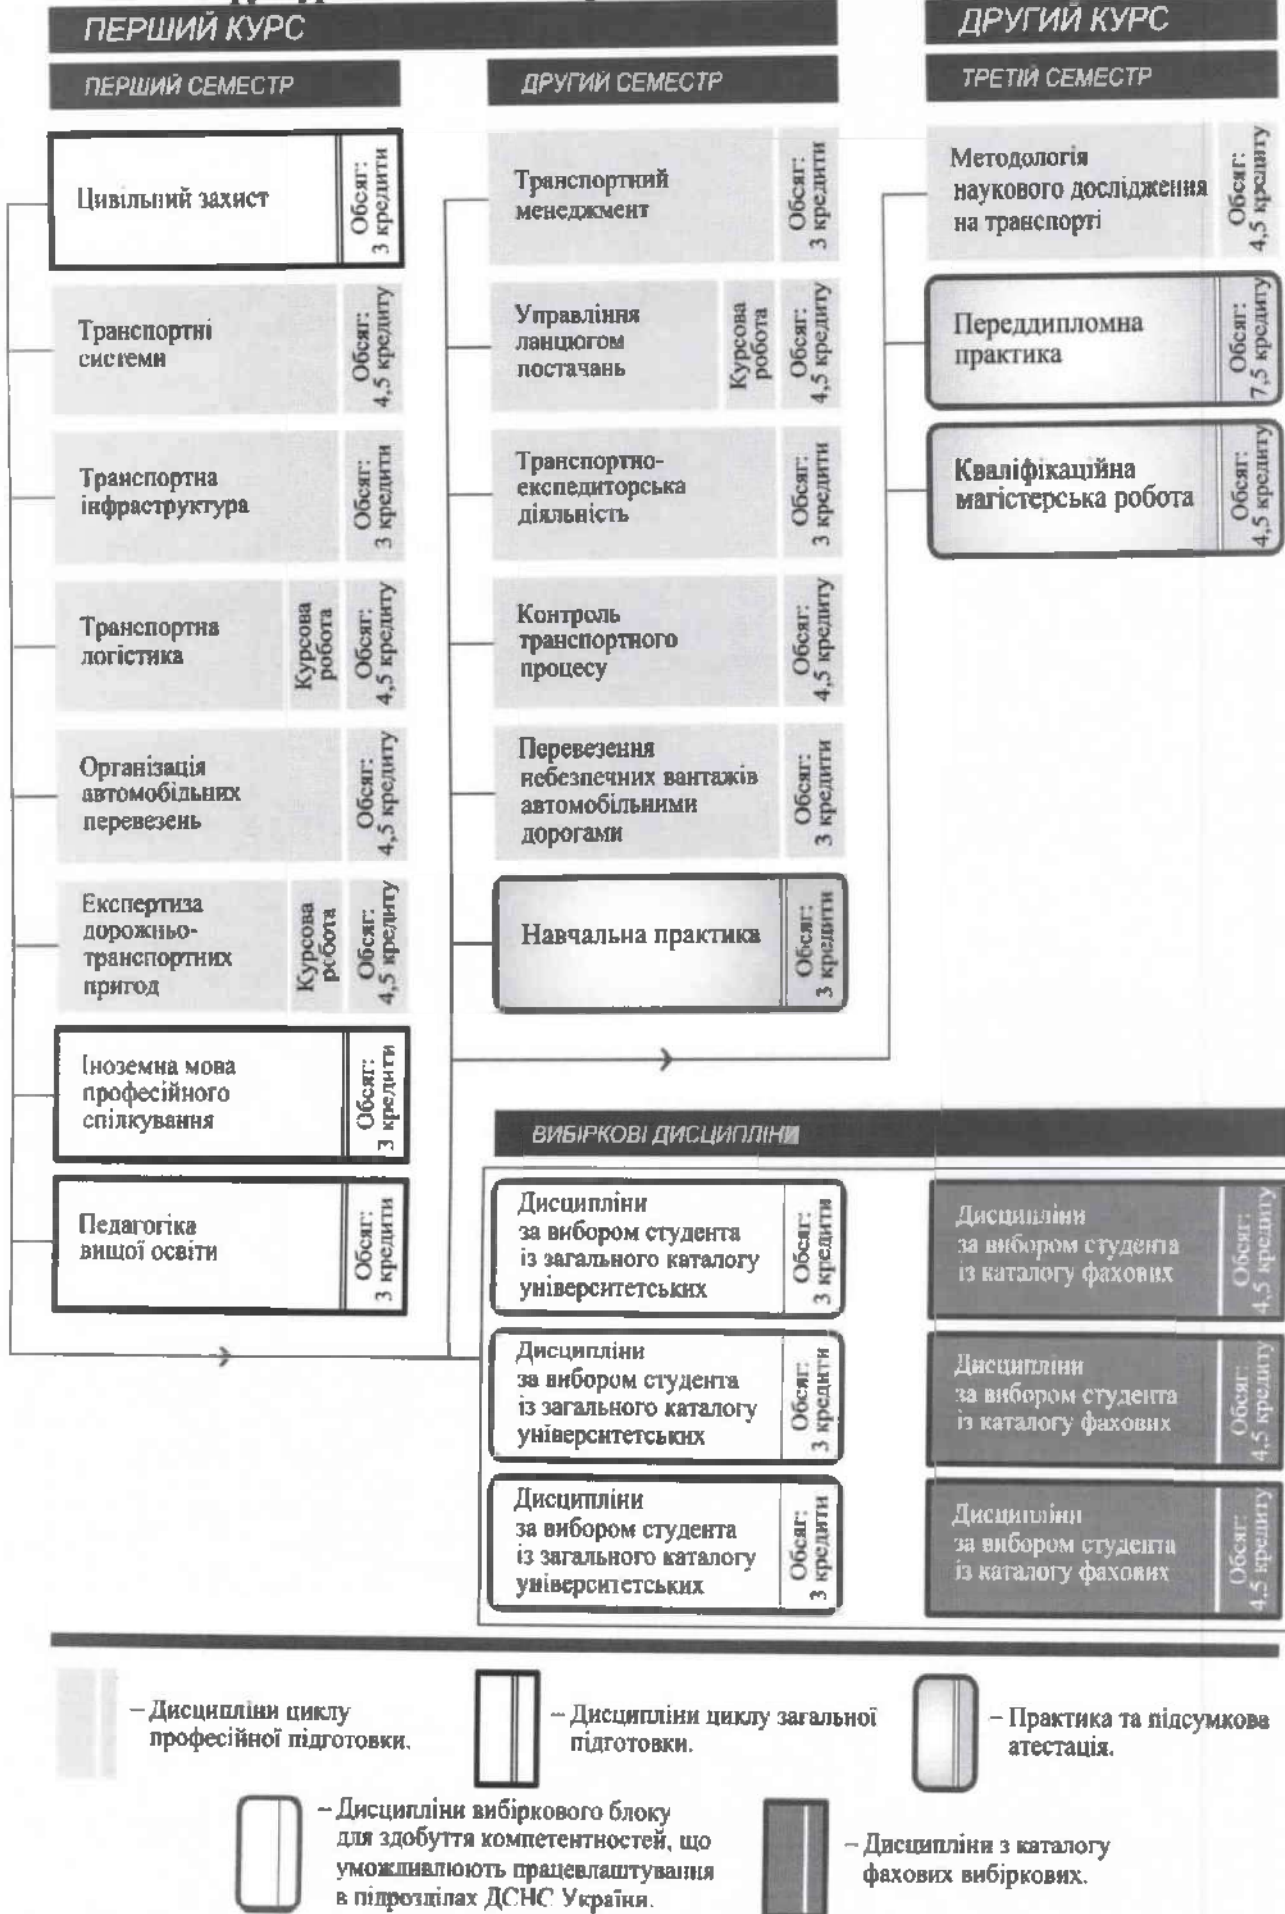 ПЕРШИЙ КУРС
ПЕРШИЙ СЕМЕСТР
Цивільний захист
Обсяг:
3 кредити
Транспортні
системи
Обсяг:
4,5 кредиту
Транспортна
інфраструктура
Обсяг:
3 кредити
Транспортна
логістика
Курсова
робота
Обсяг:
4,5 кредиту
Організація
автомобільних
перевезень
Обсяг:
4,5 кредиту
Експертиза
дорожньо-
транспортних
пригод
Курсова
робота
Обсяг:
4,5 кредиту
Іноземна мова
професійного
спілкування
Обсяг:
3 кредити
Педагогіка
вищої освіти
Обсяг:
3 кредити
ДРУГИЙ СЕМЕСТР
Транспортний
менеджмент
Обсяг:
3 кредити
Управління
ланцюгом
постачань
Курсова
робота
Обсяг:
4,5 кредиту
Транспортно-
експедиторська
діяльність
Обсяг:
3 кредити
Контроль
транспортного
процесу
Обсяг:
4,5 кредиту
Перевезення
небезпечних вантажів
автомобільними
дорогами
Обсяг:
3 кредити
Навчальна практика
Обсяг:
3 кредити
ДРУГИЙ КУРС
ТРЕТІЙ СЕМЕСТР
Методологія
наукового дослідження
на транспорті
Обсяг:
4,5 кредиту
Переддипломна
практика
Обсяг:
7,5 кредиту
Кваліфікаційна
магістерська робота
Обсяг:
4,5 кредиту
ВИБІРКОВІ ДИСЦИПЛІНИ
Дисципліни
за вибором студента
із загального каталогу
університетських
Обсяг:
3 кредити
Дисципліни
за вибором студента
із каталогу фахових
Обсяг:
4,5 кредиту
Дисципліни
за вибором студента
із загального каталогу
університетських
Обсяг:
3 кредити
Дисципліни
за вибором студента
із каталогу фахових
Обсяг:
4,5 кредиту
Дисципліни
за вибором студента
із загального каталогу
університетських
Обсяг:
3 кредити
Дисципліни
за вибором студента
із каталогу фахових
Обсяг:
4,5 кредиту
– Дисципліни циклу
професійної підготовки.
– Дисципліни циклу загальної
підготовки.
– Практика та підсумкова
атестація.
– Дисципліни вибіркового блоку
для здобуття компетентностей, що
уможливлюють працевлаштування
в підрозділах ДСНС України.
– Дисципліни з каталогу
фахових вибіркових.